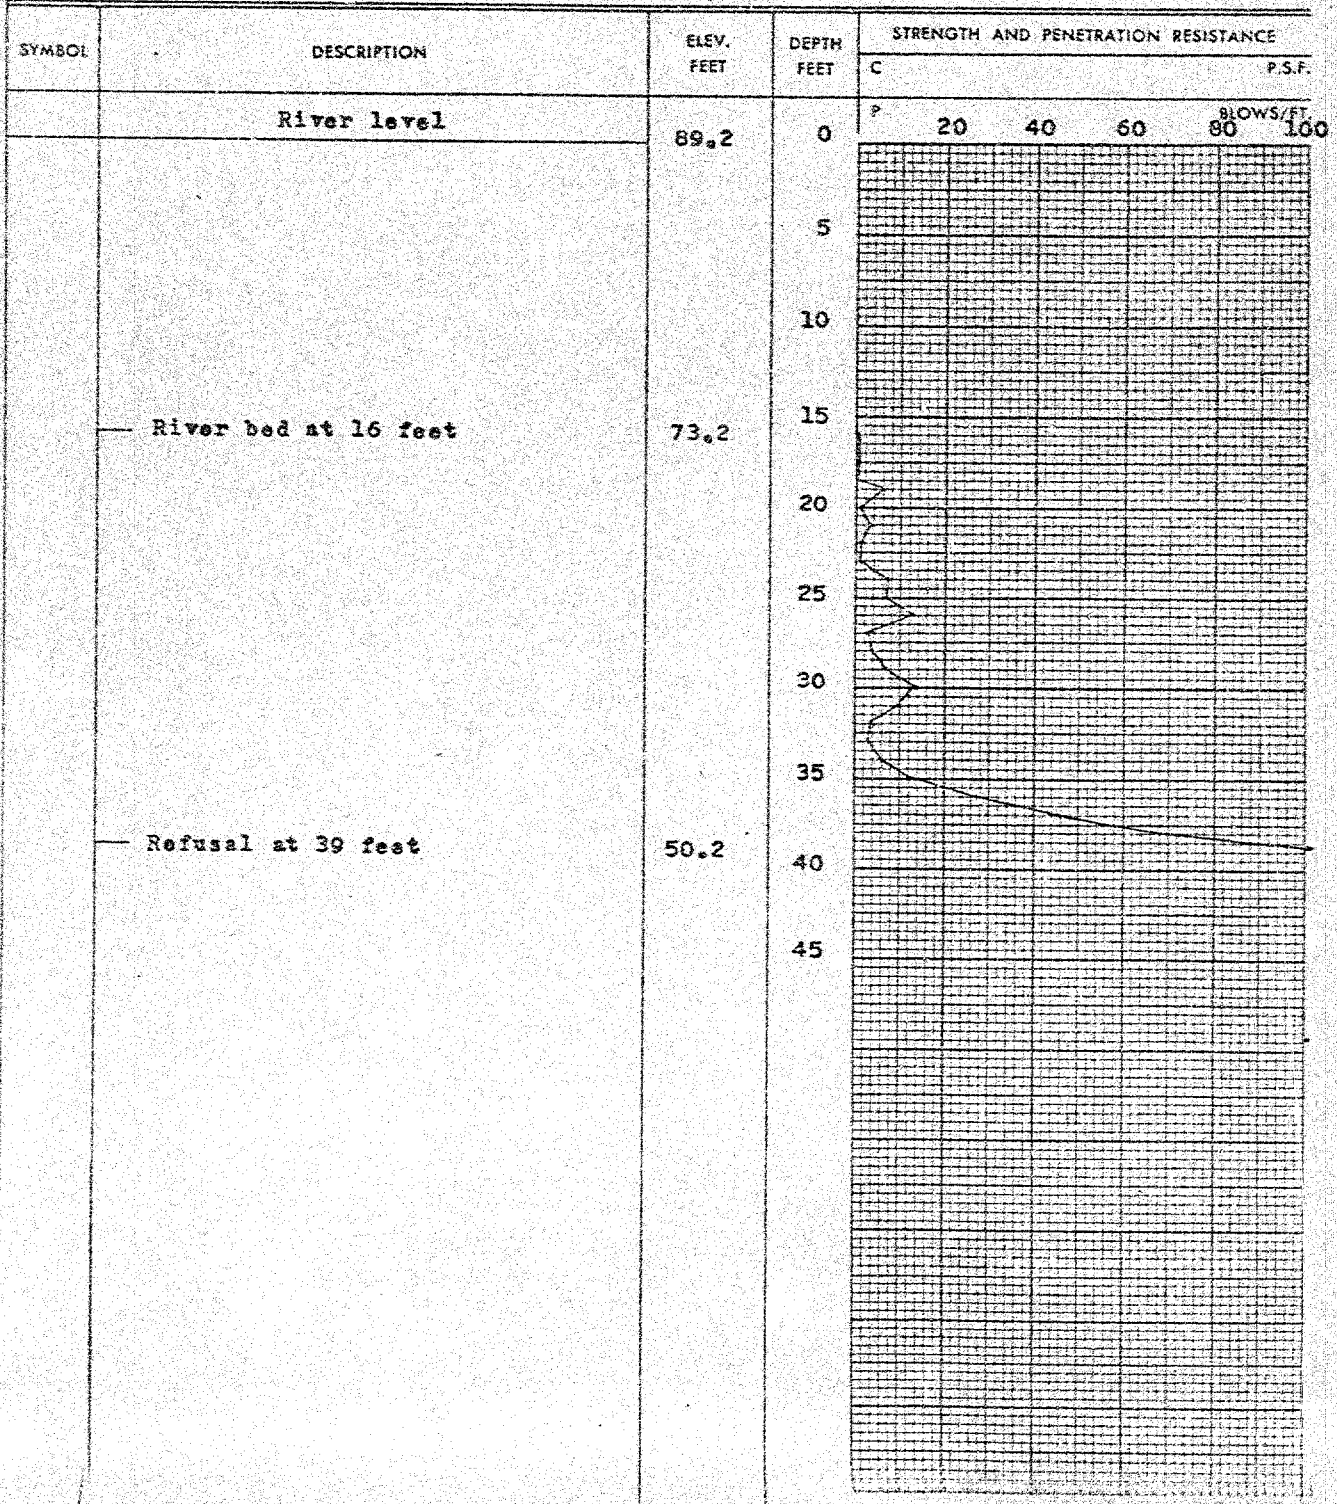 SYMBOL
DESCRIPTION
ELEV.
FEET
DEPTH
FEET
STRENGTH AND PENETRATION RESISTANCE
C P.S.F.
P BLOWS/FT.
20 40 60 80 100
River level
89.2
0
5
10
15
River bed at 16 feet
73.2
20
25
30
35
Refusal at 39 feet
50.2
40
45